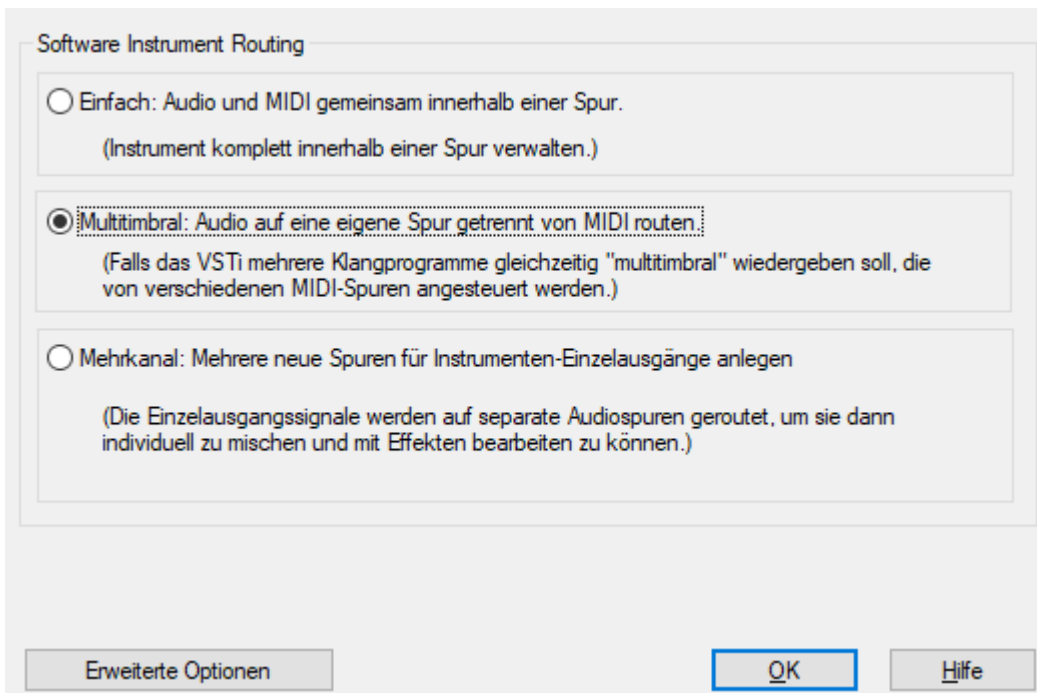 Software Instrument Routing
Einfach: Audio und MIDI gemeinsam innerhalb einer Spur.
(Instrument komplett innerhalb einer Spur verwalten.)
Multitimbral: Audio auf eine eigene Spur getrennt von MIDI routen.
(Falls das VSTi mehrere Klangprogramme gleichzeitig "multitimbral" wiedergeben soll, die
von verschiedenen MIDI-Spuren angesteuert werden.)
Mehrkanal: Mehrere neue Spuren für Instrumenten-Einzelausgänge anlegen
(Die Einzelausgangssignale werden auf separate Audiospuren geroutet, um sie dann
individuell zu mischen und mit Effekten bearbeiten zu können.)
Erweiterte Optionen
OK
Hilfe